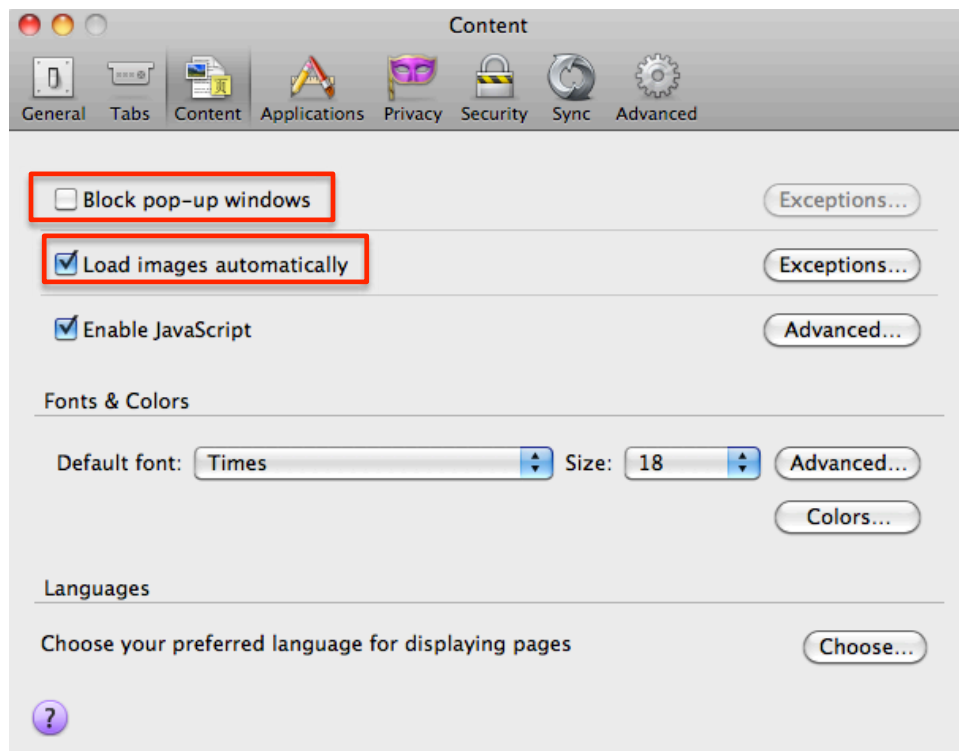 Content
General Tabs Content Applications Privacy Security Sync Advanced
Block pop-up windows Exceptions...
Load images automatically Exceptions...
Enable JavaScript Advanced...
Fonts & Colors
Default font: Times Size: 18 Advanced...
Colors...
Languages
Choose your preferred language for displaying pages Choose...
?